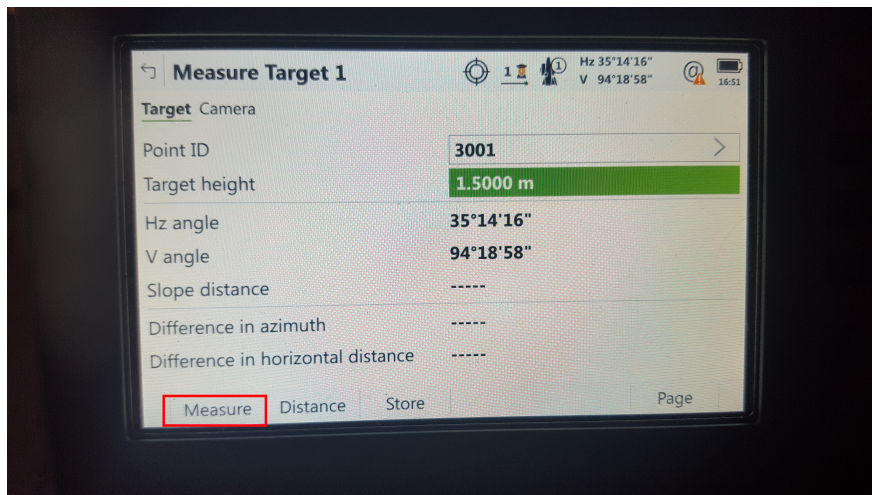 Measure Target 1
1
1
Hz 35°14'16"
V 94°18'58"
@
16:51
Target Camera
Point ID 3001
Target height 1.5000 m
Hz angle 35°14'16"
V angle 94°18'58"
Slope distance -----
Difference in azimuth -----
Difference in horizontal distance -----
Measure Distance Store Page